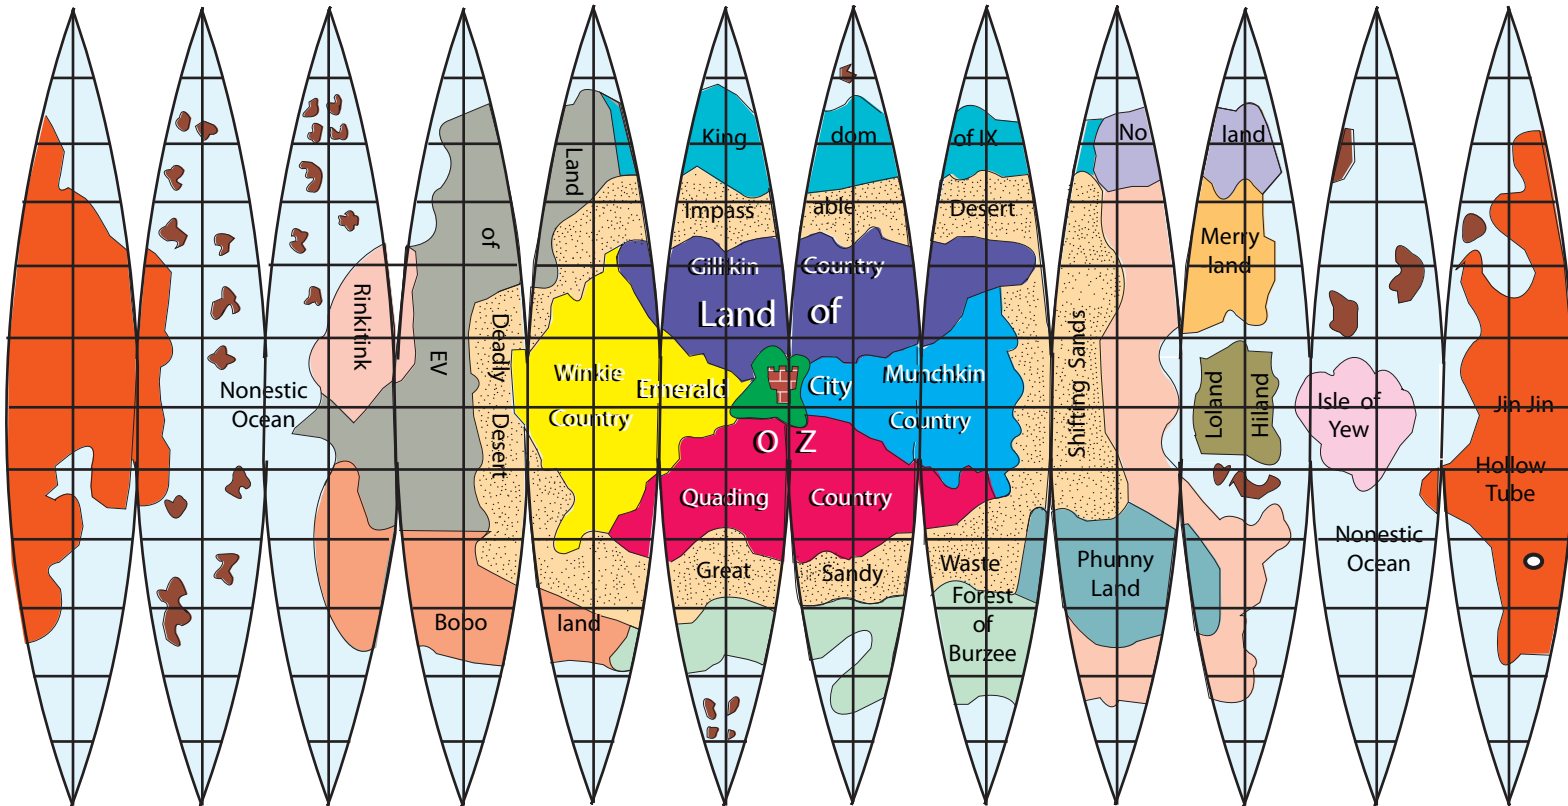 King dom of IX
No land
Land
of
EV
Impass able Desert
Merry
land
Gillikin Country
Land of
Rinkitink
Deadly Desert
Shifting Sands
Nonestic
Ocean
Winkie
Country
Emerald City
Munchkin
Country
Loland
Hiland
Isle of
Yew
Jin Jin
O Z
Hollow
Tube
Quading Country
Nonestic
Ocean
Great Sandy Waste
Phunny
Land
Forest
of
Burzee
Bobo land